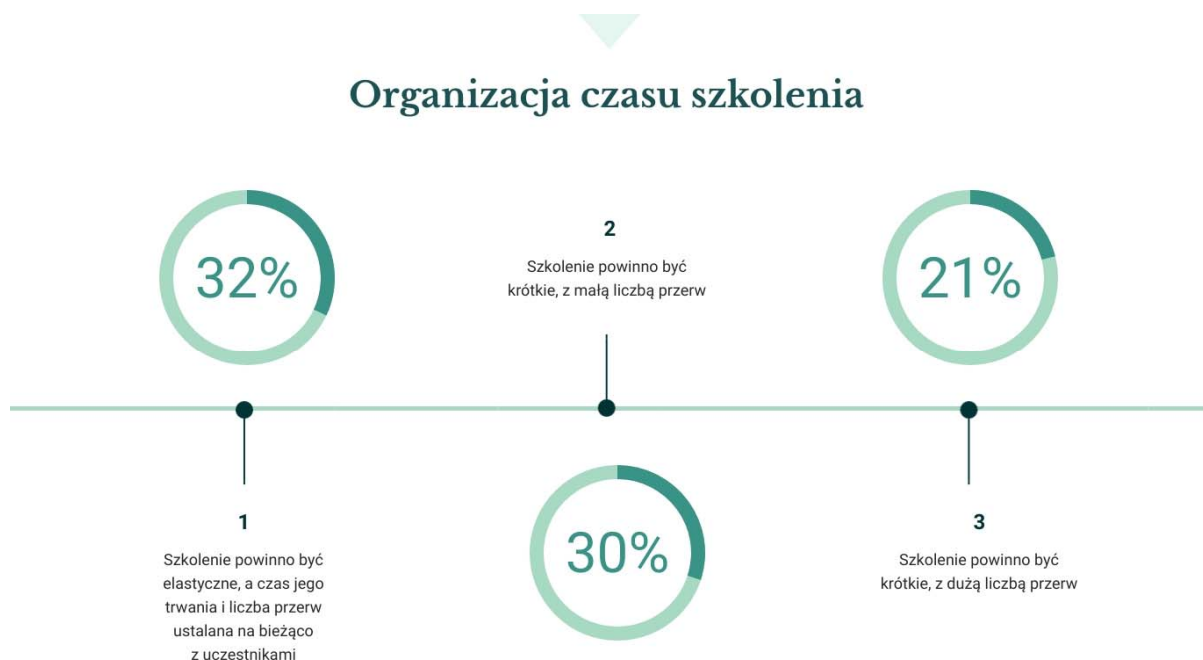 Organizacja czasu szkolenia
32%
1
Szkolenie powinno być
elastyczne, a czas jego
trwania i liczba przerw
ustalana na bieżąco
z uczestnikami
2
Szkolenie powinno być
krótkie, z małą liczbą przerw
30%
21%
3
Szkolenie powinno być
krótkie, z dużą liczbą przerw